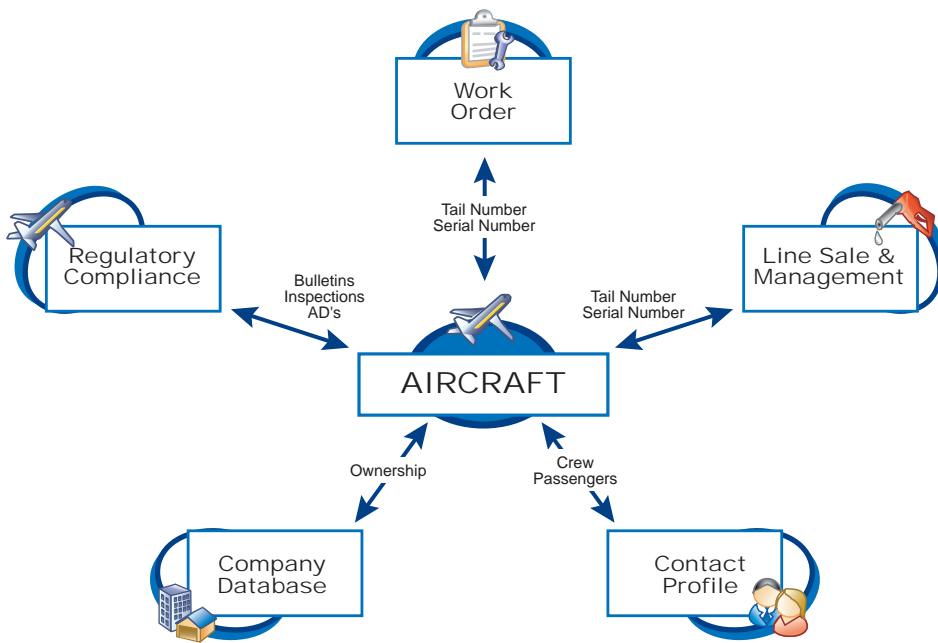 Work
Order
Tail Number
Serial Number
Regulatory
Compliance
Line Sale &
Management
Bulletins
Inspections
AD's
Tail Number
Serial Number
AIRCRAFT
Ownership
Crew
Passengers
Company
Database
Contact
Profile